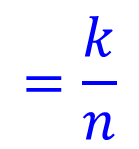 = k/n